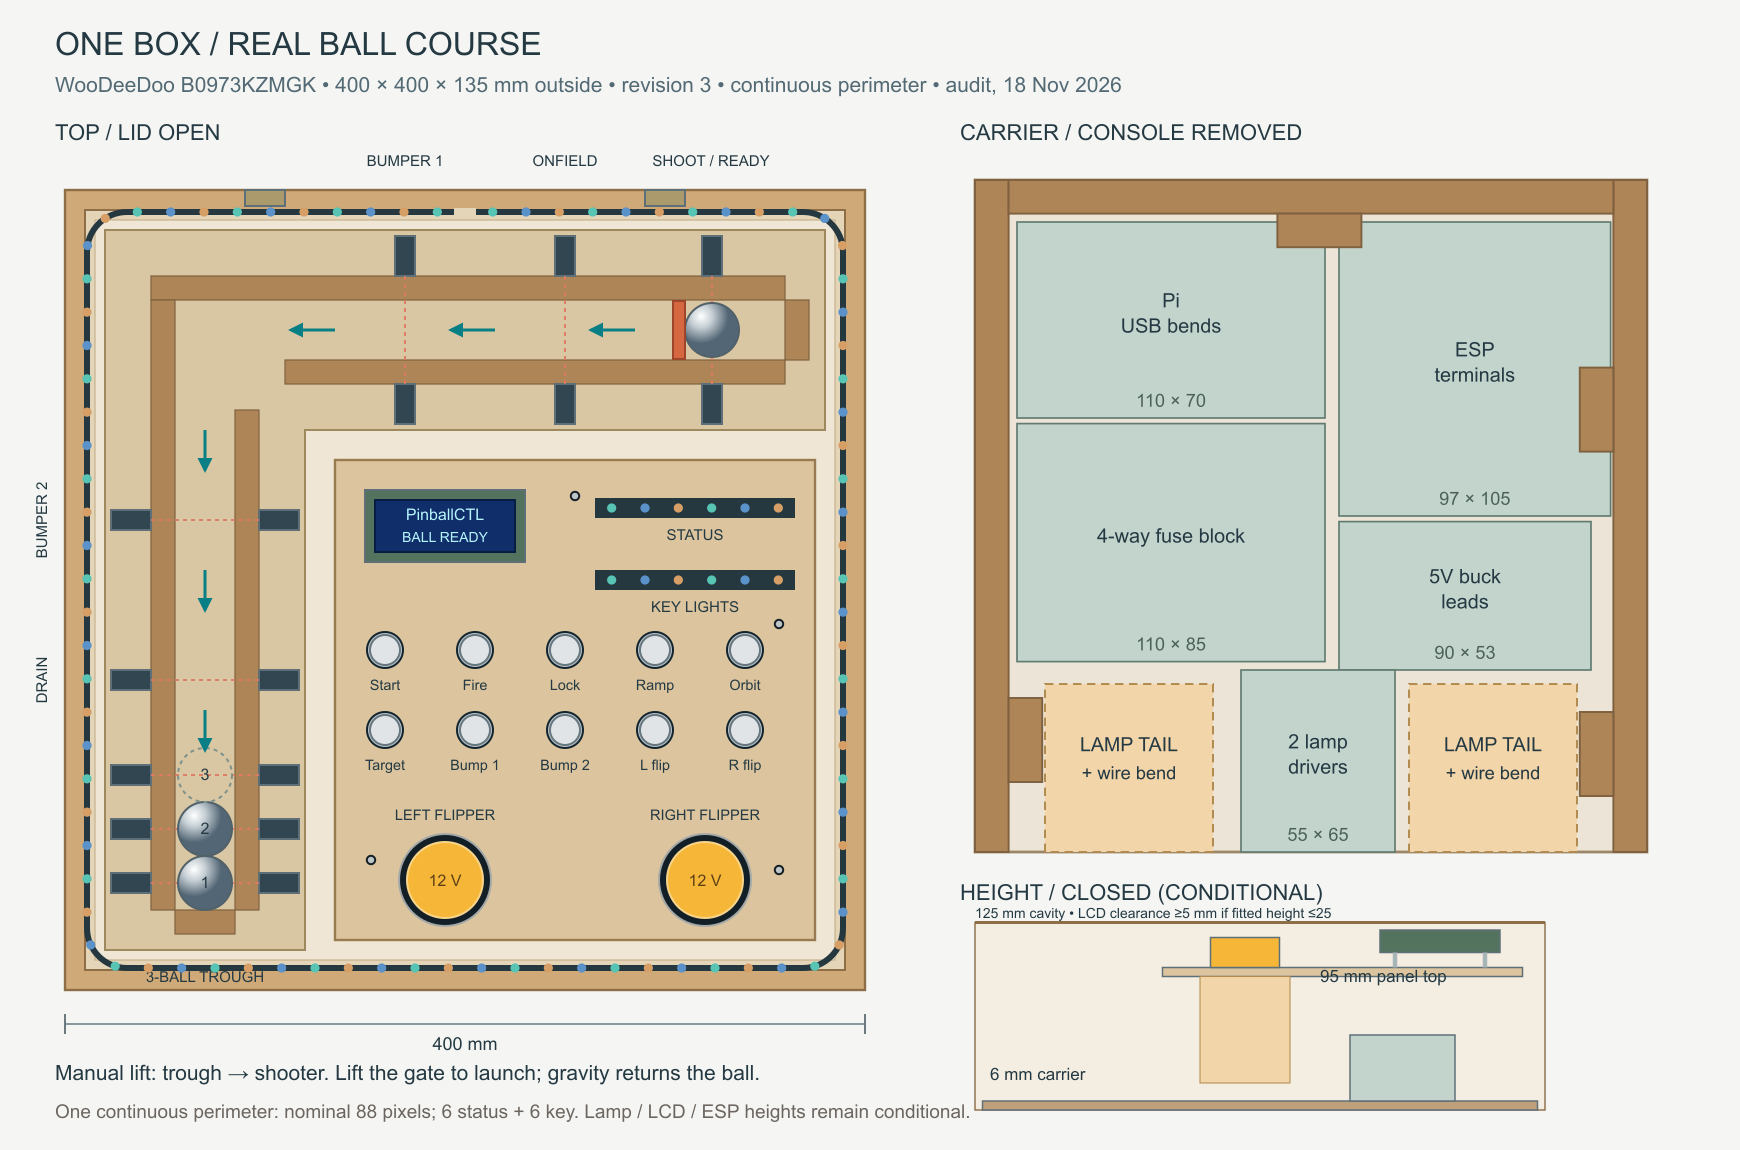 ONE BOX / REAL BALL COURSE
WooDeeDoo B0973KZMGK • 400 × 400 × 135 mm outside • revision 3 • continuous perimeter • audit, 18 Nov 2026
TOP / LID OPEN
BUMPER 1
ONFIELD
SHOOT / READY
BUMPER 2
DRAIN
PinballCTL
BALL READY
STATUS
KEY LIGHTS
Start
Fire
Lock
Ramp
Orbit
Target
Bump 1
Bump 2
L flip
R flip
3
2
1
LEFT FLIPPER
RIGHT FLIPPER
12 V
12 V
3-BALL TROUGH
400 mm
Manual lift: trough → shooter. Lift the gate to launch; gravity returns the ball.
One continuous perimeter: nominal 88 pixels; 6 status + 6 key. Lamp / LCD / ESP heights remain conditional.
CARRIER / CONSOLE REMOVED
Pi
USB bends
110 × 70
ESP
terminals
97 × 105
4-way fuse block
110 × 85
5V buck
leads
90 × 53
LAMP TAIL
+ wire bend
2 lamp
drivers
55 × 65
LAMP TAIL
+ wire bend
HEIGHT / CLOSED (CONDITIONAL)
125 mm cavity • LCD clearance ≥5 mm if fitted height ≤25
95 mm panel top
6 mm carrier